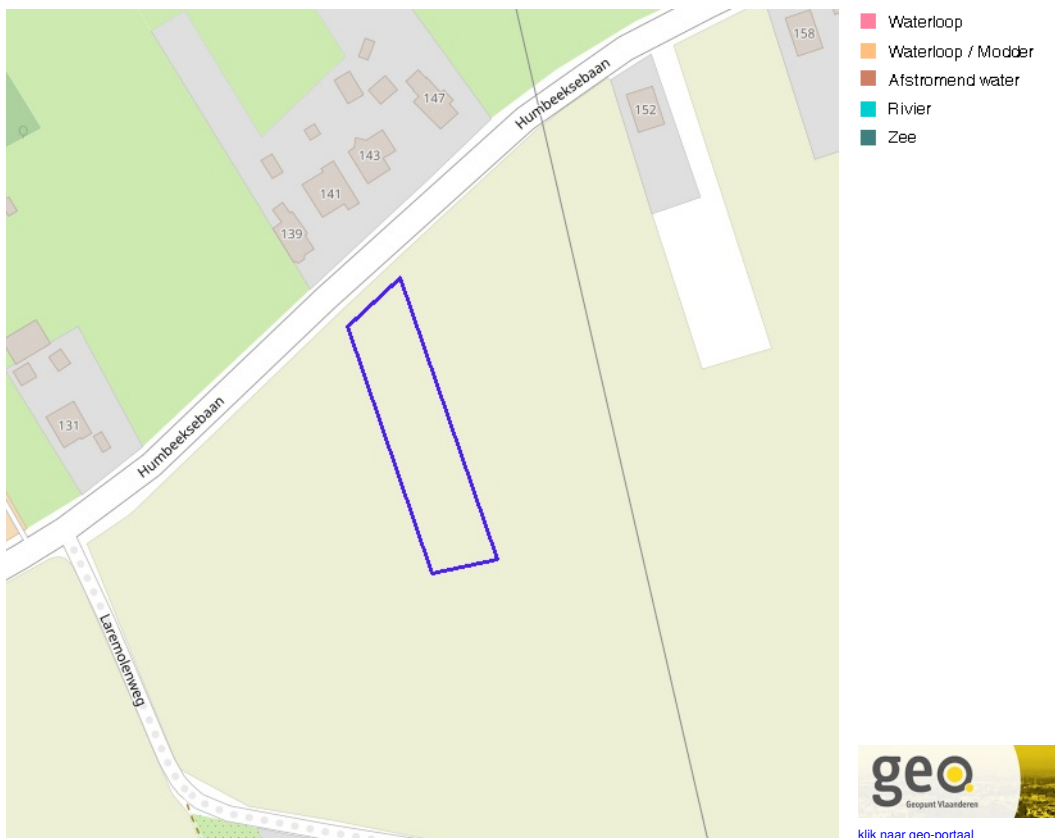 Waterloop
Waterloop / Modder
Afstromend water
Rivier
Zee
158
Humbeeksebaan
147
152
143
141
139
131
Humbeeksebaan
Laremolenweg
geo
Geopunt Vlaanderen
klik naar geo-portaal